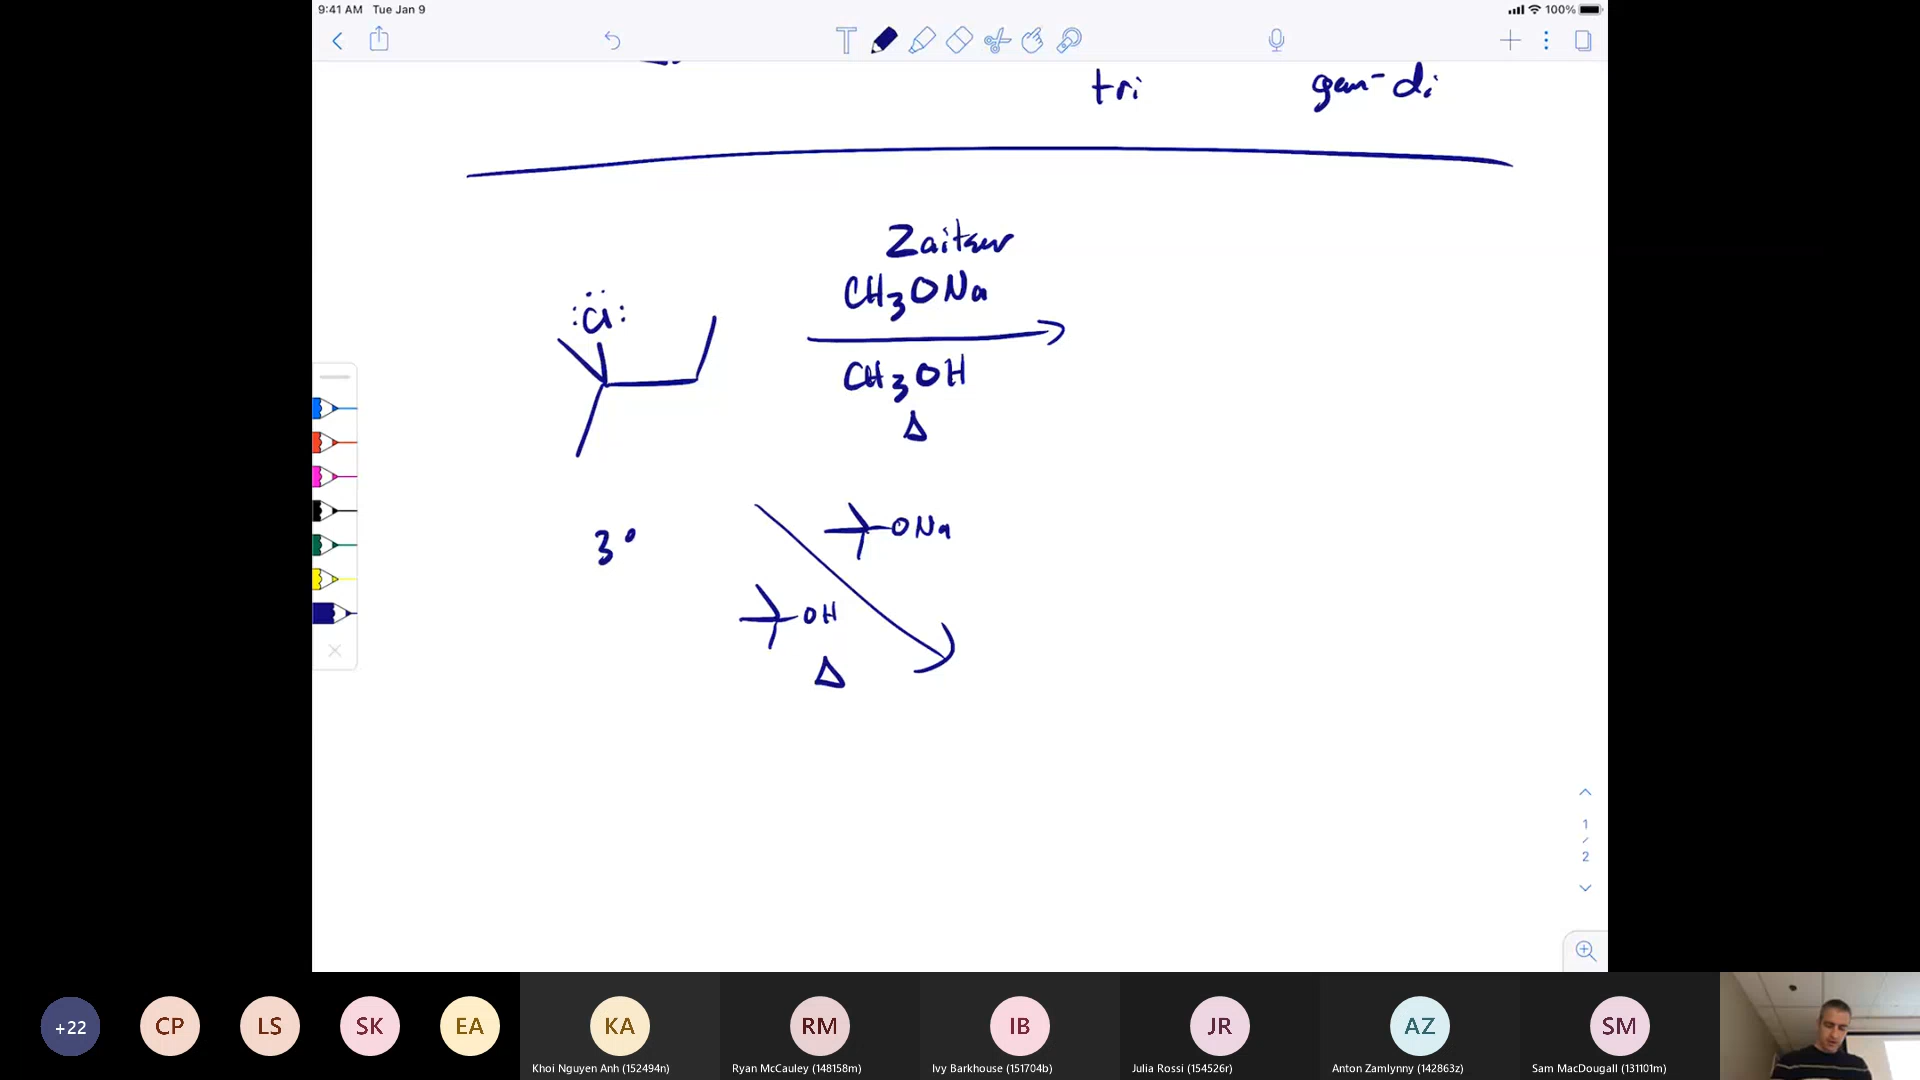 9:41 AM Tue Jan 9
100%
T
tri
gem-di
Zaitsev
CH3ONa
:Cl:
CH3OH
Δ
ONa
3°
OH
Δ
1
2
+22
CP
LS
SK
EA
KA
RM
IB
JR
AZ
SM
Khoi Nguyen Anh (152494n)
Ryan McCauley (148158m)
Ivy Barkhouse (151704b)
Julia Rossi (154526r)
Anton Zamlynny (142863z)
Sam MacDougall (131101m)